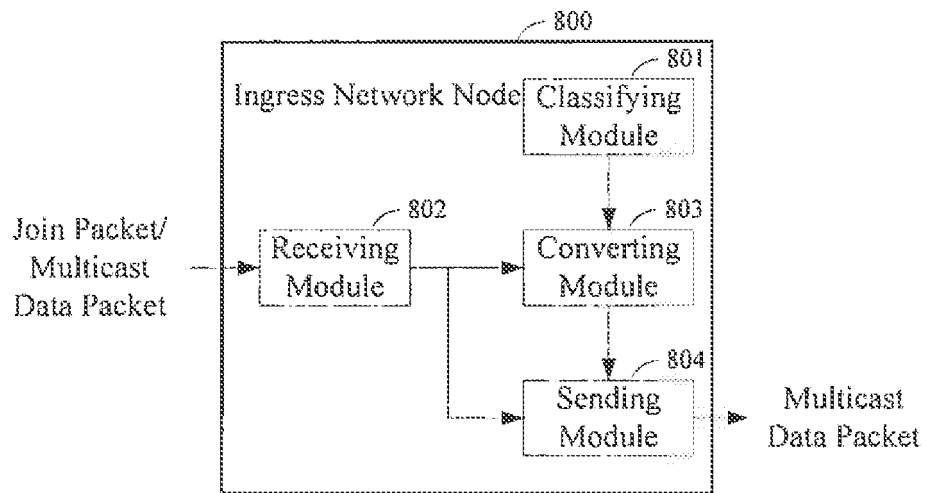 800
801
Ingress Network Node
Classifying
Module
802
803
Join Packet/
Multicast
Data Packet
Receiving
Module
Converting
Module
804
Sending
Module
Multicast
Data Packet